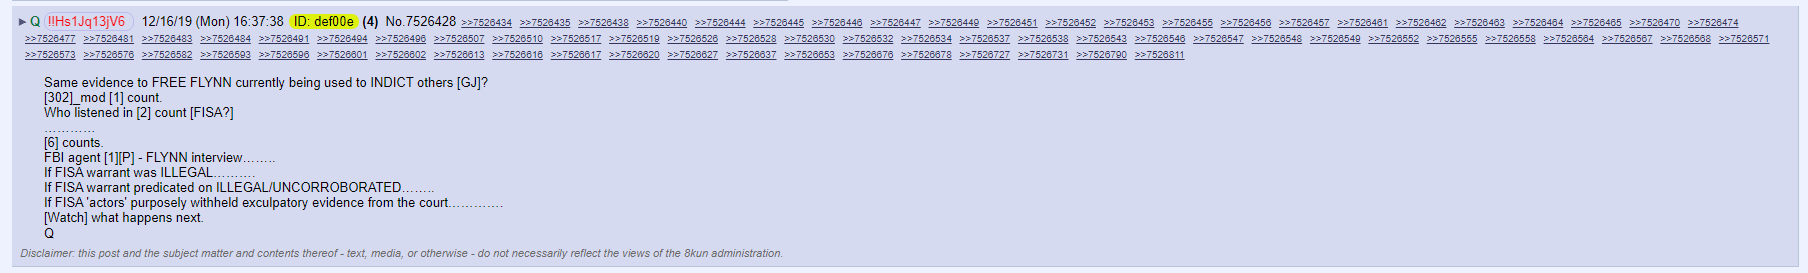 ▶ Q !!Hs1Jq13jV6 12/16/19 (Mon) 16:37:38 ID: def00e (4) No.7526428 >>7526434 >>7526435 >>7526438 >>7526440 >>7526444 >>7526445 >>7526446 >>7526447 >>7526449 >>7526451 >>7526452 >>7526453 >>7526455 >>7526456 >>7526457 >>7526461 >>7526462 >>7526463 >>7526464 >>7526465 >>7526470 >>7526474
>>7526477 >>7526481 >>7526483 >>7526484 >>7526491 >>7526494 >>7526496 >>7526507 >>7526510 >>7526517 >>7526519 >>7526526 >>7526528 >>7526530 >>7526532 >>7526534 >>7526537 >>7526538 >>7526543 >>7526546 >>7526547 >>7526548 >>7526549 >>7526552 >>7526555 >>7526558 >>7526564 >>7526567 >>7526568 >>7526571
>>7526573 >>7526576 >>7526582 >>7526593 >>7526596 >>7526601 >>7526602 >>7526613 >>7526616 >>7526617 >>7526620 >>7526627 >>7526637 >>7526653 >>7526676 >>7526678 >>7526727 >>7526731 >>7526790 >>7526811
Same evidence to FREE FLYNN currently being used to INDICT others [GJ]?
[302]_mod [1] count.
Who listened in [2] count [FISA?]
…………
[6] counts.
FBI agent [1][P] - FLYNN interview……..
If FISA warrant was ILLEGAL……….
If FISA warrant predicated on ILLEGAL/UNCORROBORATED……..
If FISA 'actors' purposely withheld exculpatory evidence from the court………….
[Watch] what happens next.
Q
Disclaimer: this post and the subject matter and contents thereof - text, media, or otherwise - do not necessarily reflect the views of the 8kun administration.